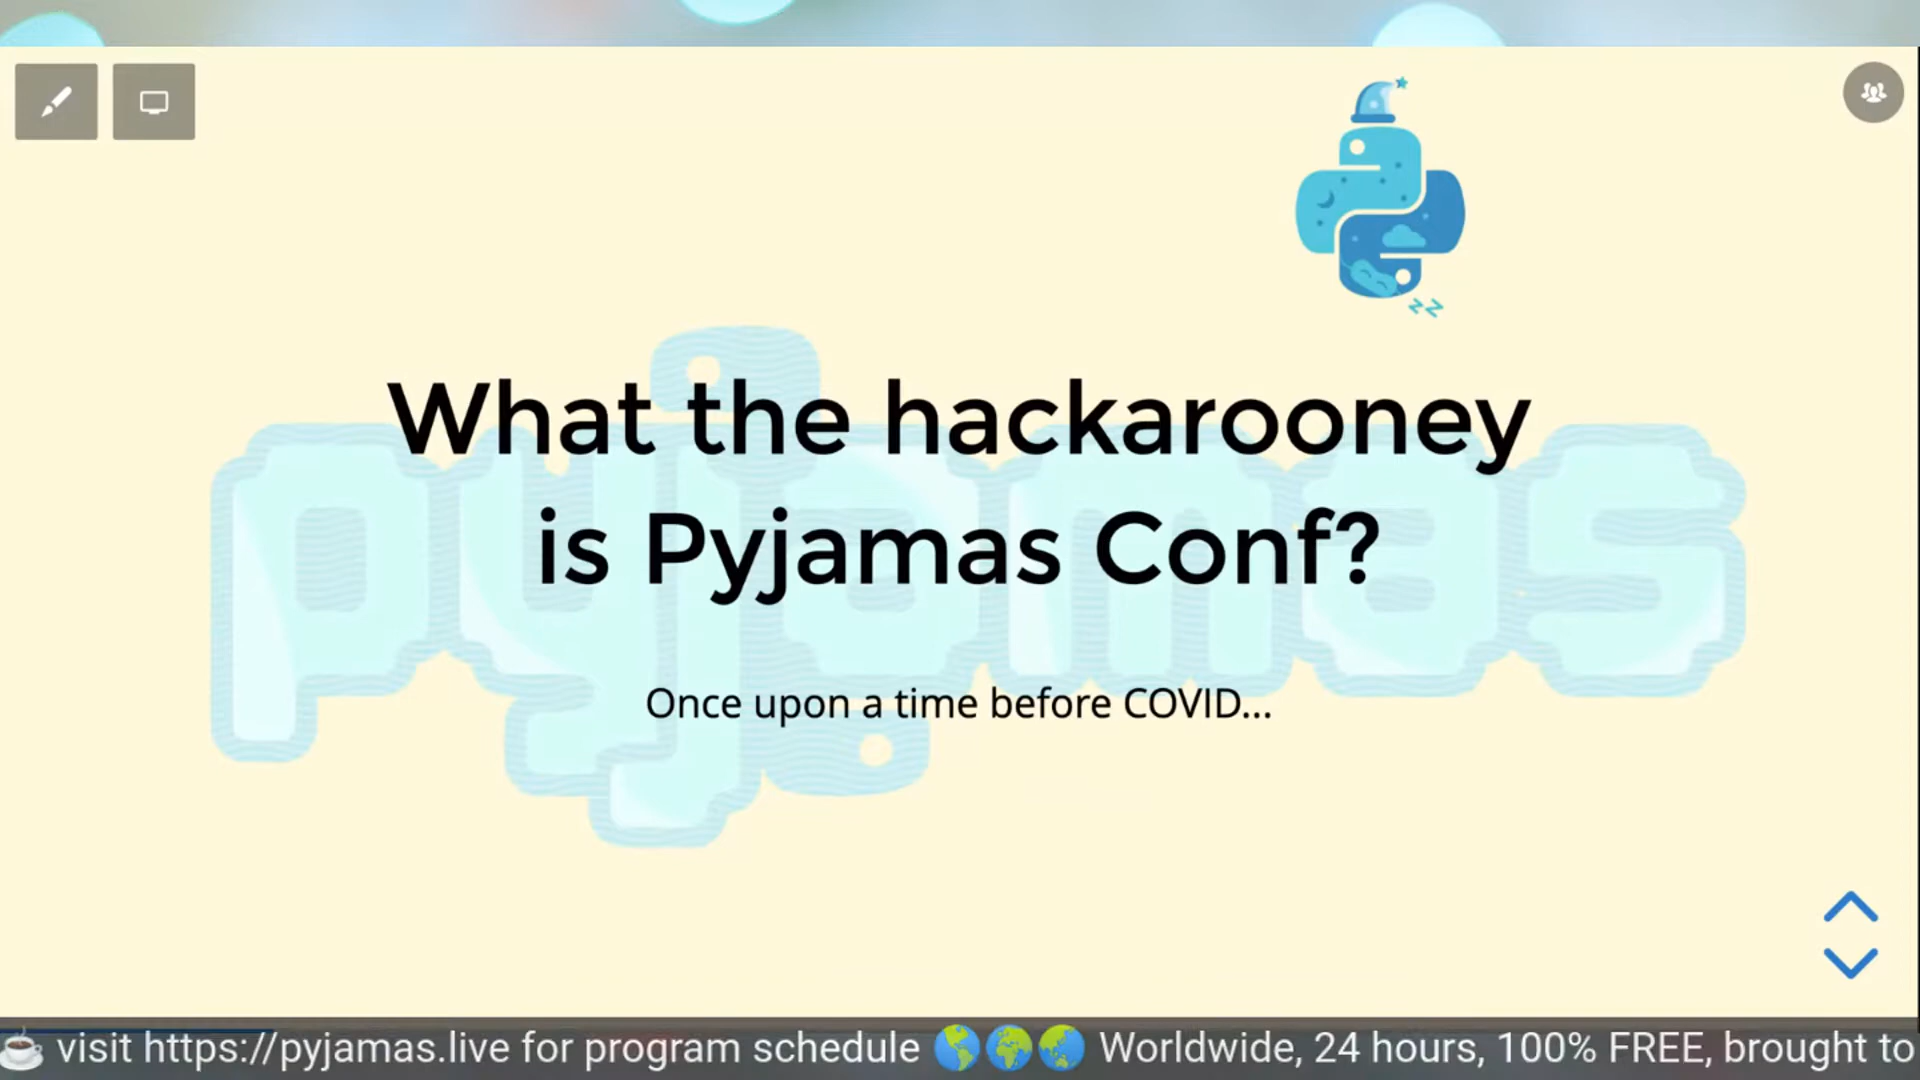 zz
What the hackarooney
is Pyjamas Conf?
pyjamas
Once upon a time before COVID...
visit https://pyjamas.live for program schedule 🌎🌍🌏 Worldwide, 24 hours, 100% FREE, brought to